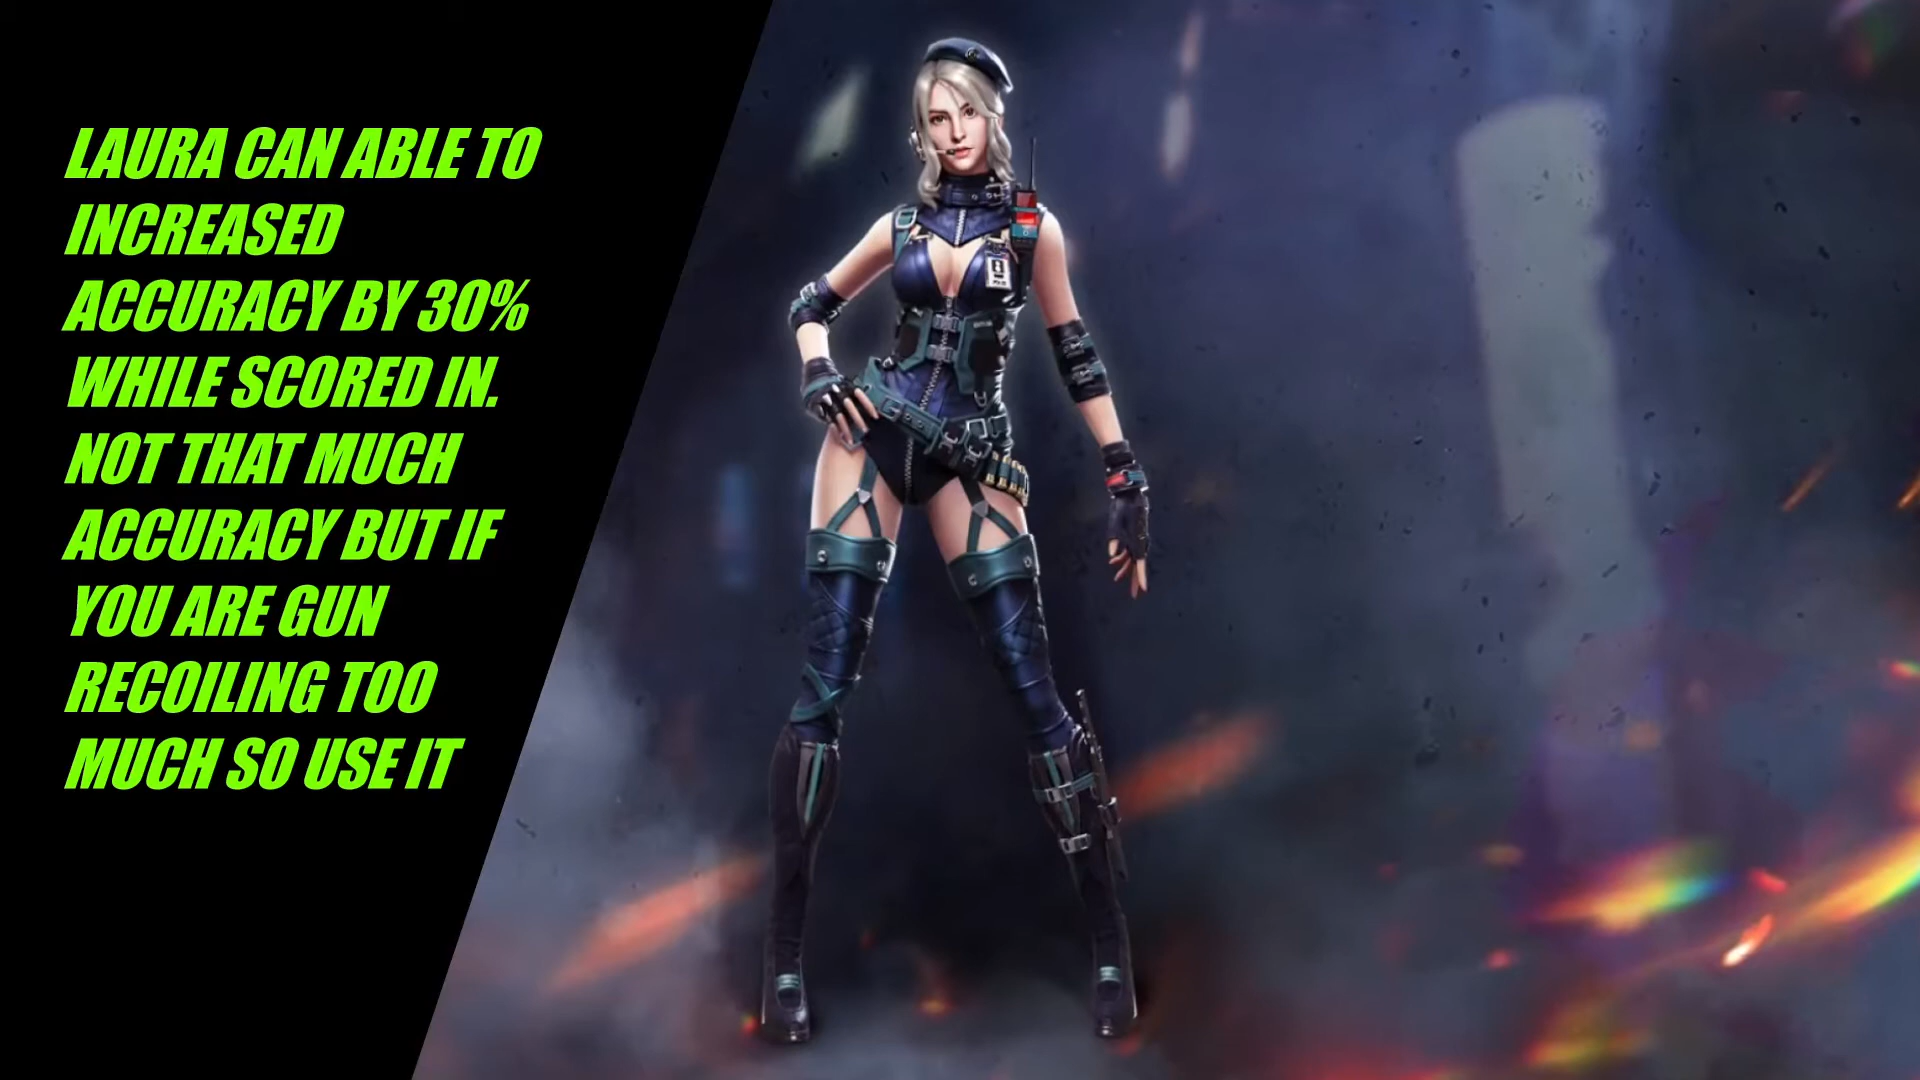 LAURA CAN ABLE TO
INCREASED
ACCURACY BY 30%
WHILE SCORED IN.
NOT THAT MUCH
ACCURACY BUT IF
YOU ARE GUN
RECOILING TOO
MUCH SO USE IT